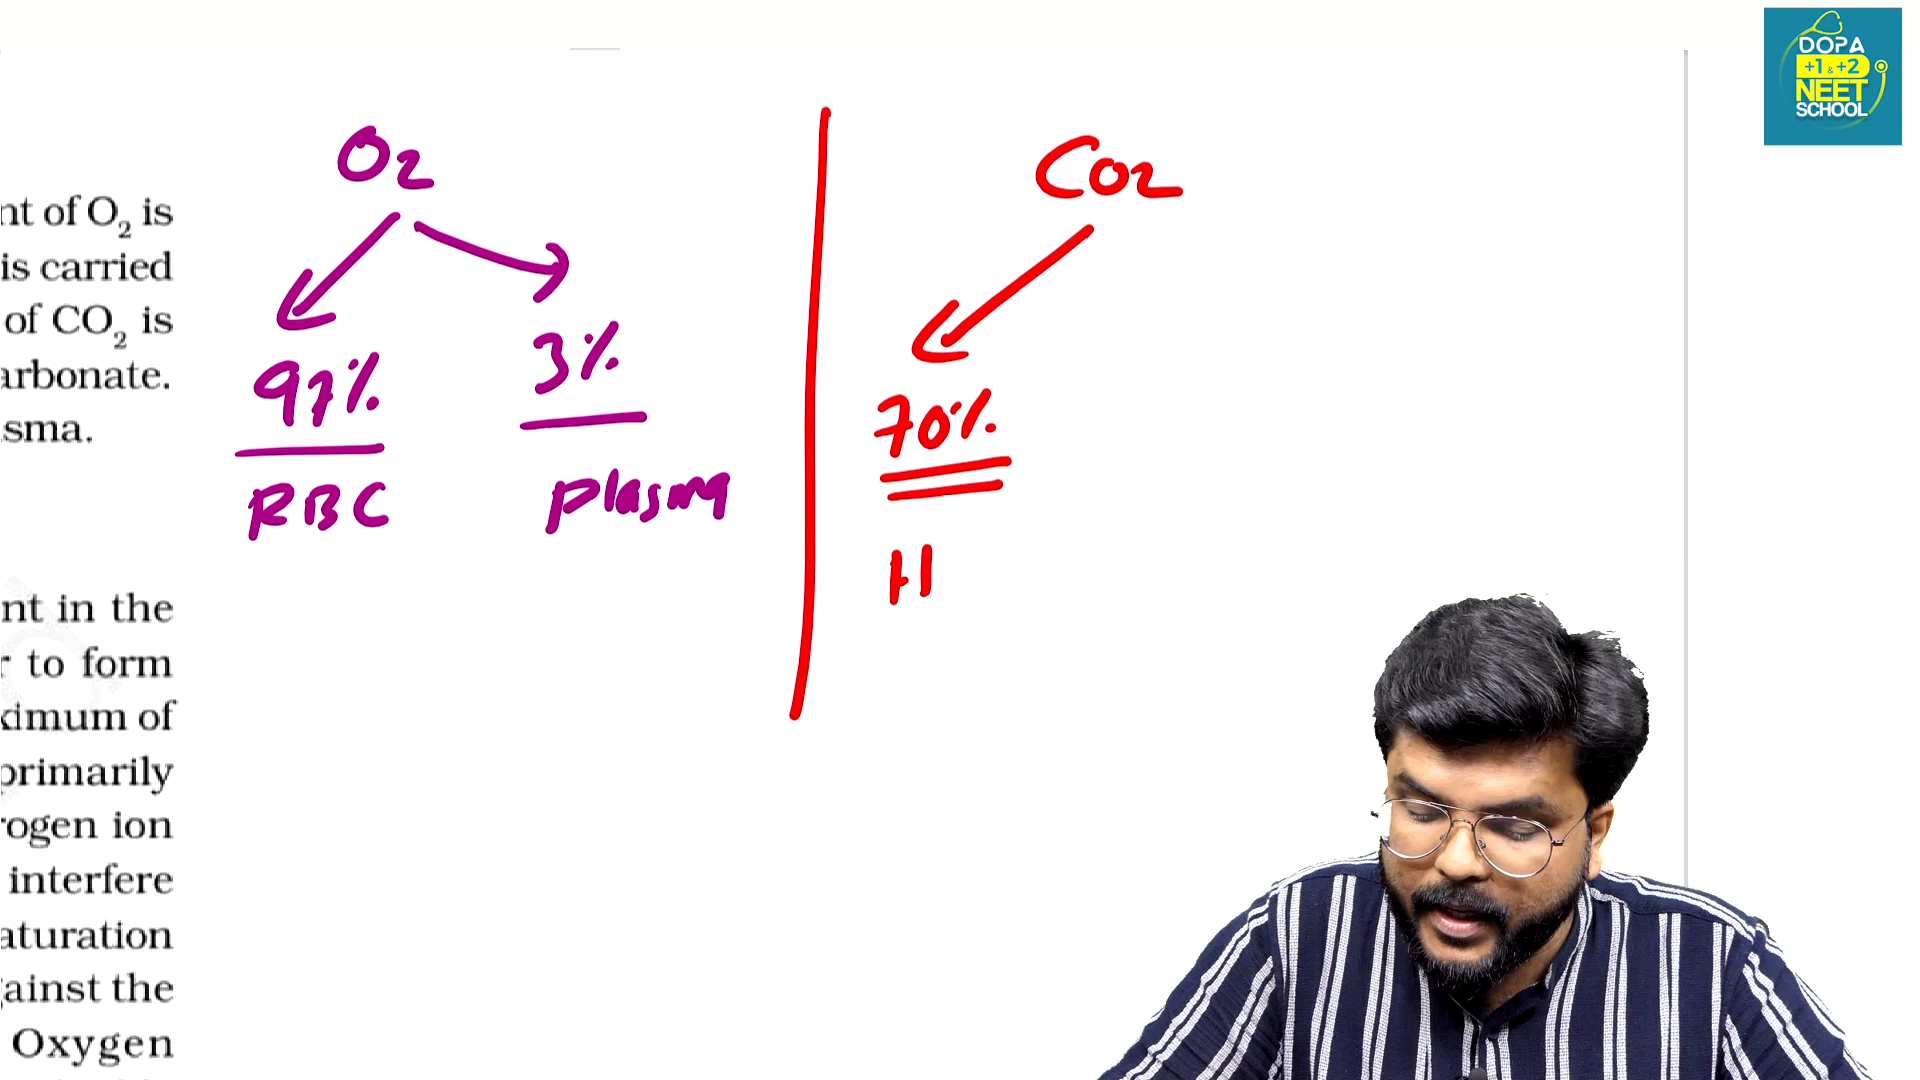 DOPA
+1 & +2
NEET
SCHOOL
O2
CO2
97%
3%
70%
RBC
plasma
H
nt of O₂ is
is carried
of CO₂ is
arbonate.
sma.
nt in the
r to form
ximum of
primarily
rogen ion
interfere
aturation
ainst the
Oxygen